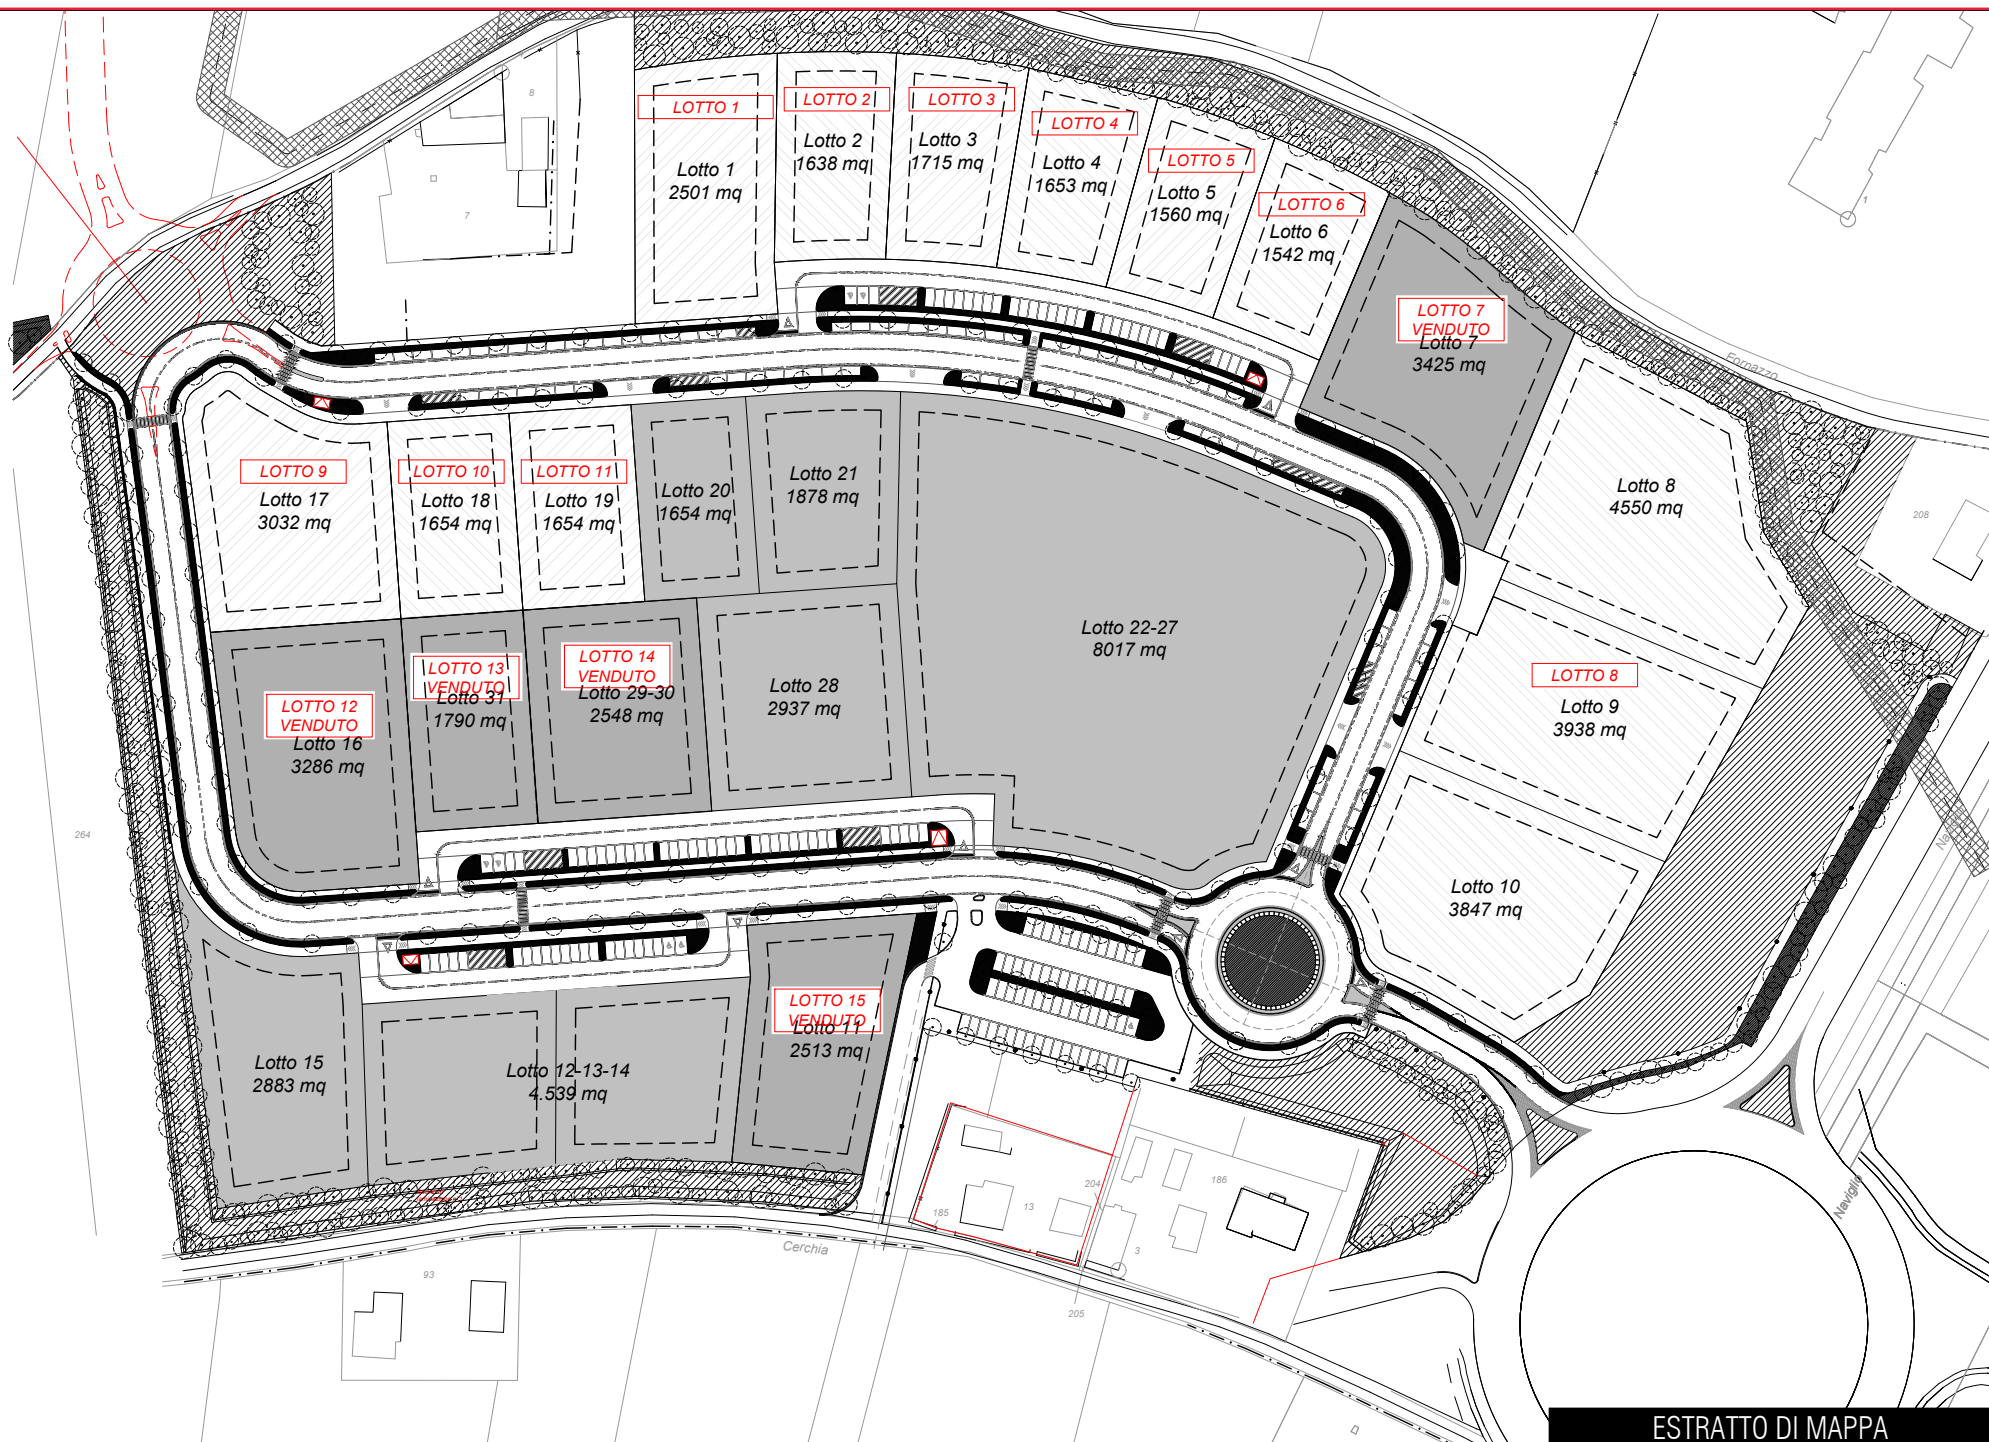 LOTTO 1
Lotto 1
2501 mq
LOTTO 2
Lotto 2
1638 mq
LOTTO 3
Lotto 3
1715 mq
LOTTO 4
Lotto 4
1653 mq
LOTTO 5
Lotto 5
1560 mq
LOTTO 6
Lotto 6
1542 mq
LOTTO 7
VENDUTO
Lotto 7
3425 mq
8
7
1
Fornazzo
208
Lotto 8
4550 mq
LOTTO 9
Lotto 17
3032 mq
LOTTO 10
Lotto 18
1654 mq
LOTTO 11
Lotto 19
1654 mq
Lotto 20
1654 mq
Lotto 21
1878 mq
Lotto 22-27
8017 mq
LOTTO 8
Lotto 9
3938 mq
LOTTO 12
VENDUTO
Lotto 16
3286 mq
LOTTO 13
VENDUTO
Lotto 31
1790 mq
LOTTO 14
VENDUTO
Lotto 29-30
2548 mq
Lotto 28
2937 mq
264
Lotto 10
3847 mq
Lotto 15
2883 mq
Lotto 12-13-14
4.539 mq
LOTTO 15
VENDUTO
Lotto 11
2513 mq
204
186
185
13
3
205
93
Cerchia
Naviglio
ESTRATTO DI MAPPA